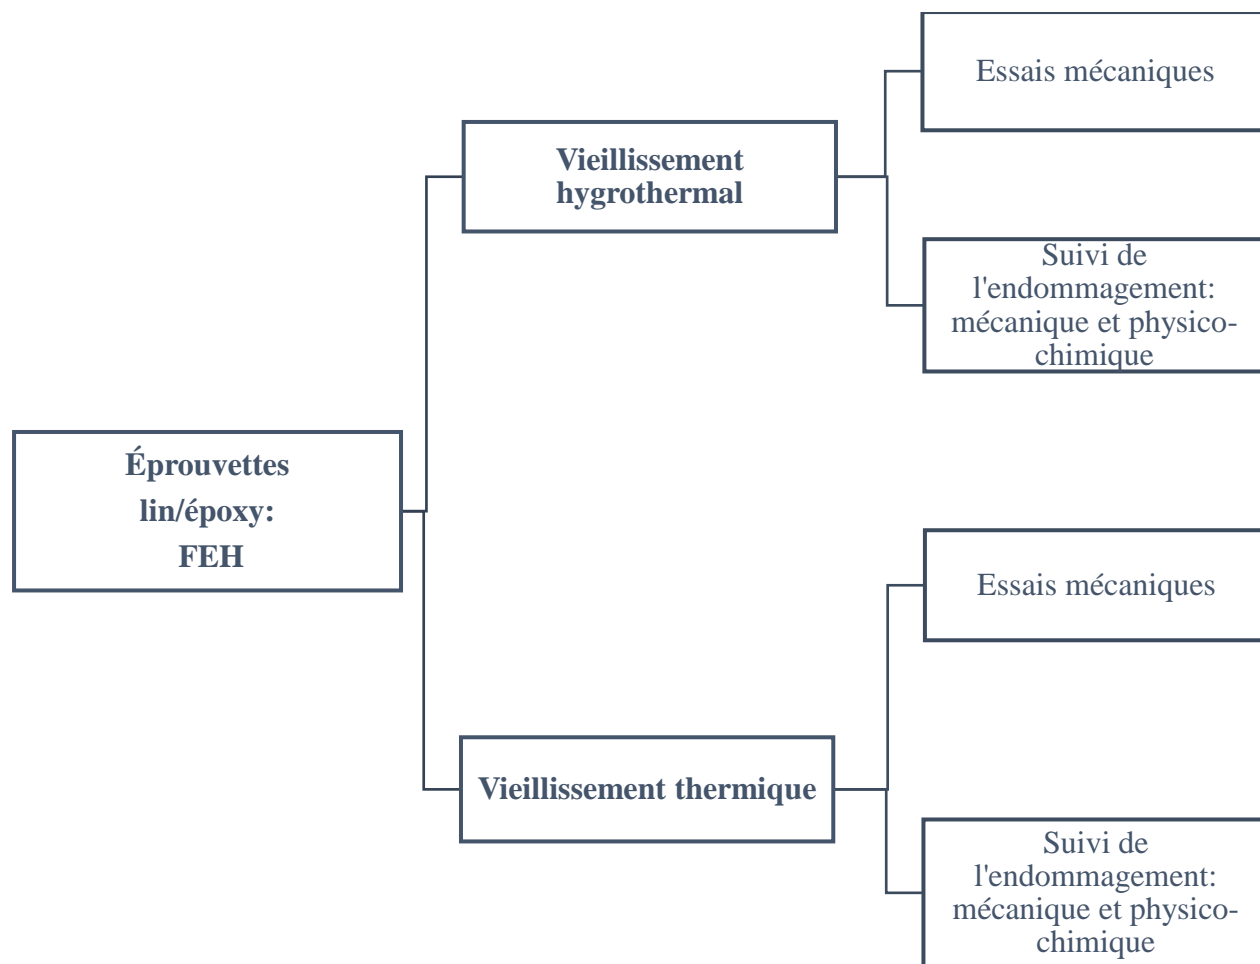 Essais mécaniques
Vieillissement
hygrothermal
Suivi de
l'endommagement:
mécanique et physico-
chimique
Éprouvettes
lin/époxy:
FEH
Essais mécaniques
Vieillissement thermique
Suivi de
l'endommagement:
mécanique et physico-
chimique